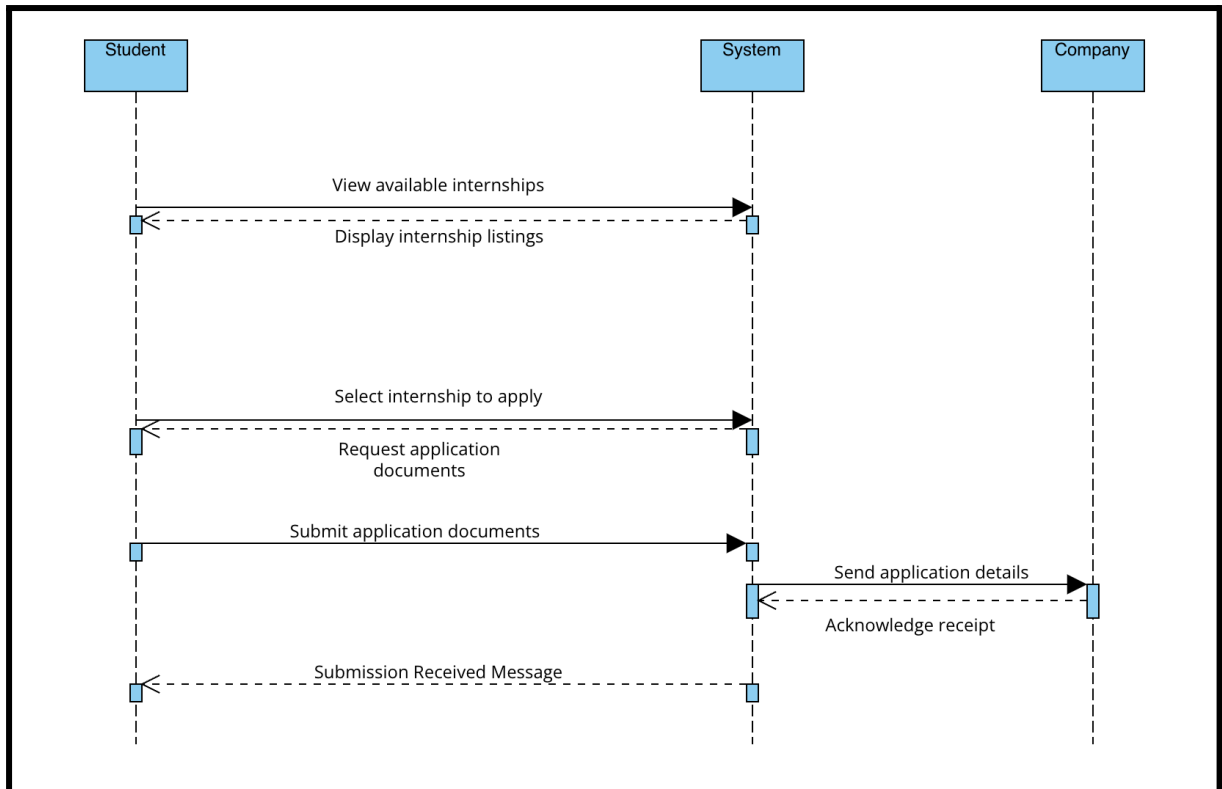 Student
System
Company
View available internships
Display internship listings
Select internship to apply
Request application
documents
Submit application documents
Send application details
Acknowledge receipt
Submission Received Message